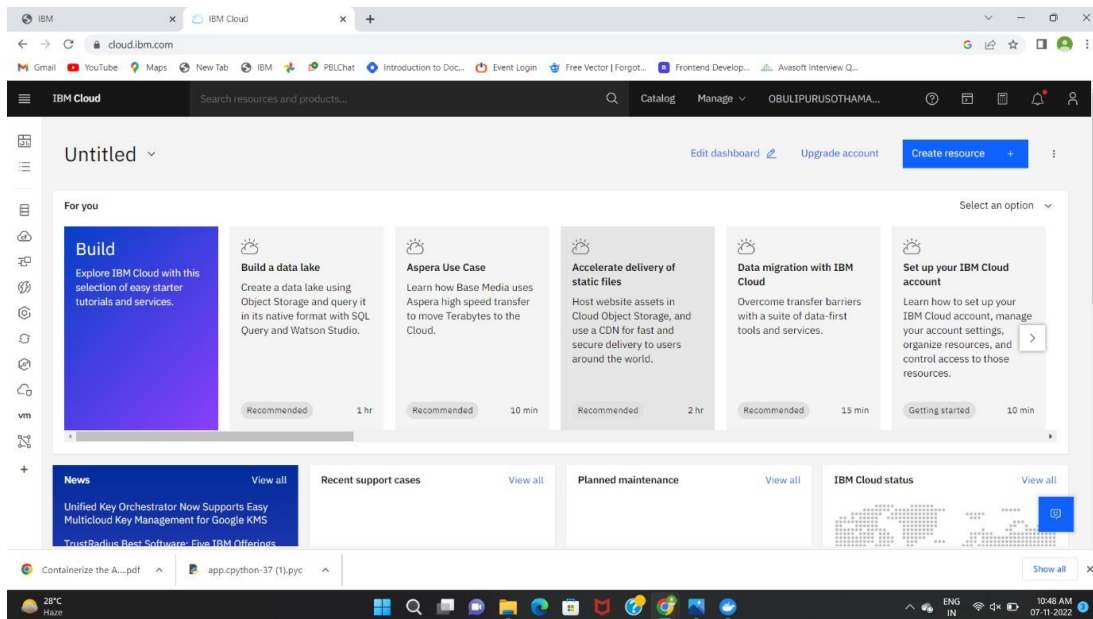 IBM
IBM Cloud
cloud.ibm.com
Gmail YouTube Maps New Tab IBM PBLChat Introduction to Doc... Event Login Free Vector | Forgot... Frontend Develop... Avasoft Interview Q...
IBM Cloud Search resources and products... Catalog Manage OBULIPURUSOTHAMA...
Untitled
Edit dashboard Upgrade account Create resource +
For you Select an option
Build
Explore IBM Cloud with this
selection of easy starter
tutorials and services.
Build a data lake
Create a data lake using
Object Storage and query it
in its native format with SQL
Query and Watson Studio.
Recommended 1 hr
Aspera Use Case
Learn how Base Media uses
Aspera high speed transfer
to move Terabytes to the
Cloud.
Recommended 10 min
Accelerate delivery of
static files
Host website assets in
Cloud Object Storage, and
use a CDN for fast and
secure delivery to users
around the world.
Recommended 2 hr
Data migration with IBM
Cloud
Overcome transfer barriers
with a suite of data-first
tools and services.
Recommended 15 min
Set up your IBM Cloud
account
Learn how to set up your
IBM Cloud account, manage
your account settings,
organize resources, and
control access to those
resources.
Getting started 10 min
vm
News View all
Unified Key Orchestrator Now Supports Easy
Multicloud Key Management for Google KMS
TrustRadius Best Software: Five IBM Offerings
Recent support cases View all
Planned maintenance View all
IBM Cloud status View all
Containerize the A....pdf app.cpython-37 (1).pyc Show all
28°C
Haze
ENG
IN
10:48 AM
07-11-2022
3